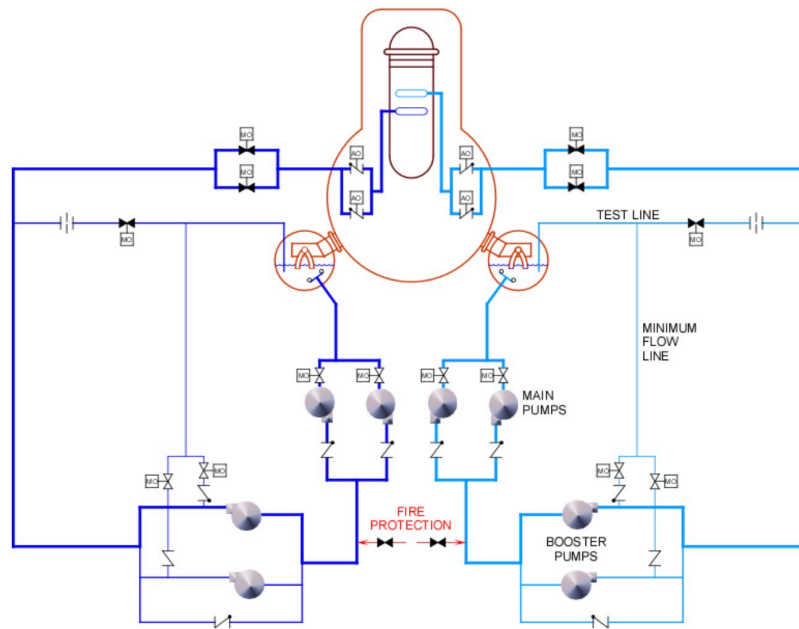 MO
MO
AO
AO
MO
MO
AO
AO
TEST LINE
MO
MO
MINIMUM
FLOW
LINE
MO
MO
MO
MO
MAIN
PUMPS
MO
MO
MO
MO
FIRE
PROTECTION
BOOSTER
PUMPS